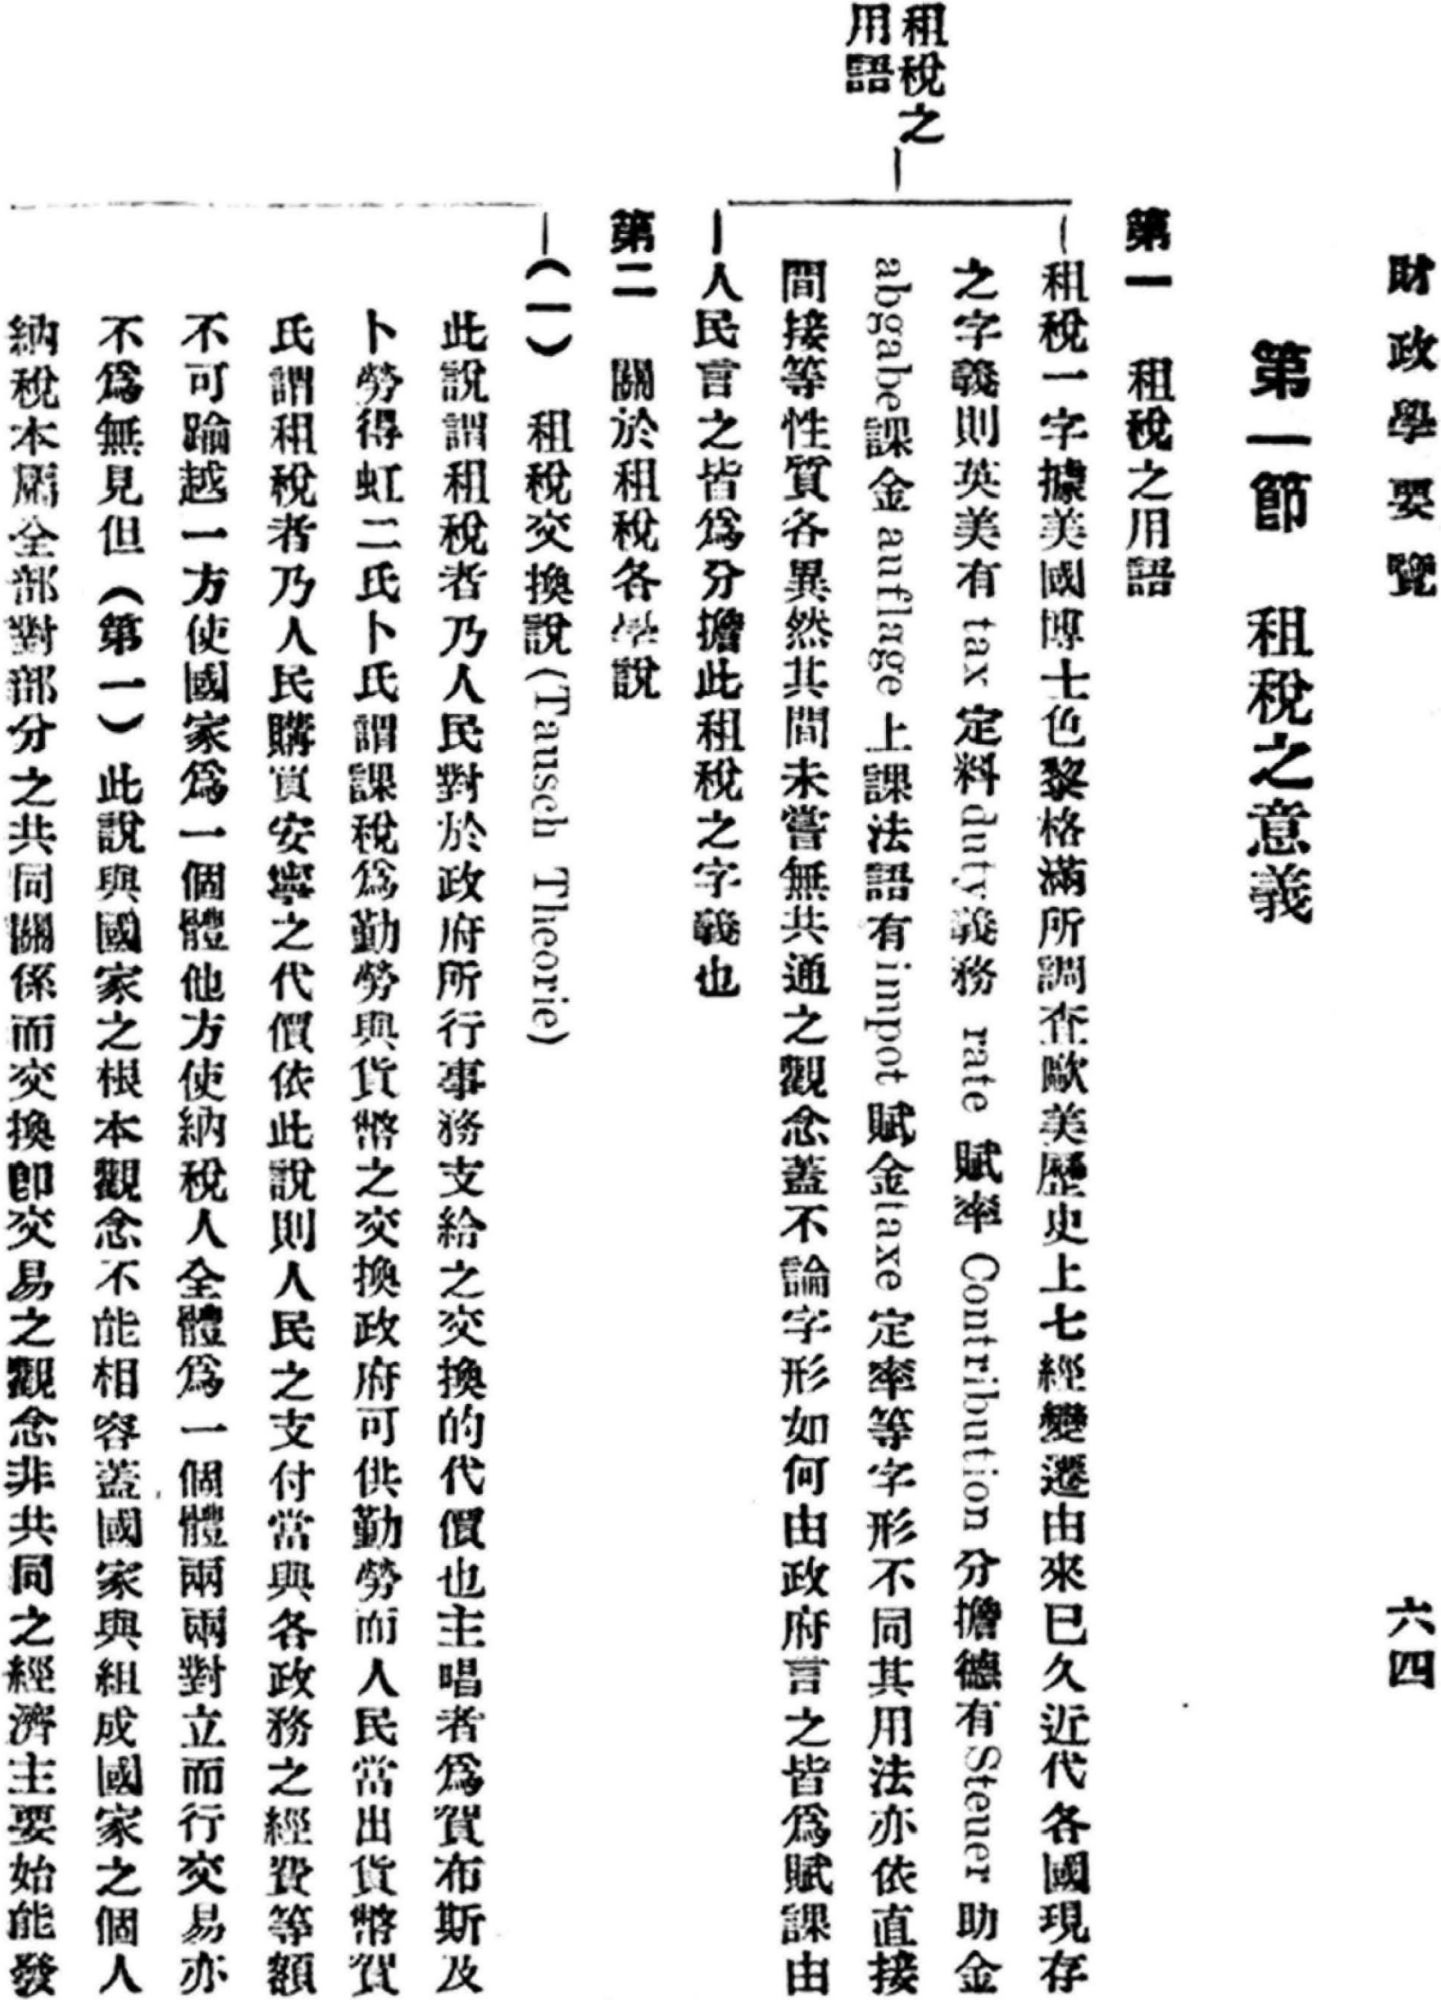 財政學要覽
六四
第一節　租稅之意義
第一　租稅之用語
租稅之
用語
租稅一字據美國博士色黎格滿所調査歐美歷史上七經變遷由來已久近代各國現存
之字義則英美有 tax 定料 duty 義務 rate 賦率 Contribution 分擔德有 Steuer 助金
abgabe 課金 auflage 上課法語有 impot 賦金 taxe 定率等字形不同其用法亦依直接
間接等性質各異然其間未嘗無共通之觀念蓋不論字形如何由政府言之皆爲賦課由
人民言之皆爲分擔此租稅之字義也
第二　關於租稅各學說
（一）　租稅交換說（Tausch Theorie）
此說謂租稅者乃人民對於政府所行事務支給之交換的代價也主唱者爲賀布斯及
卜勞得虹二氏卜氏謂課稅爲勤勞與貨幣之交換政府可供勤勞而人民當出貨幣賀
氏謂租稅者乃人民購買安寧之代價依此說則人民之支付當與各政務之經費等額
不可踰越一方使國家爲一個體他方使納稅人全體爲一個體兩兩對立而行交易亦
不爲無見但（第一）此說與國家之根本觀念不能相容蓋國家與組成國家之個人
納稅本屬全部對部分之共同關係而交換卽交易之觀念非共同之經濟主要始能發